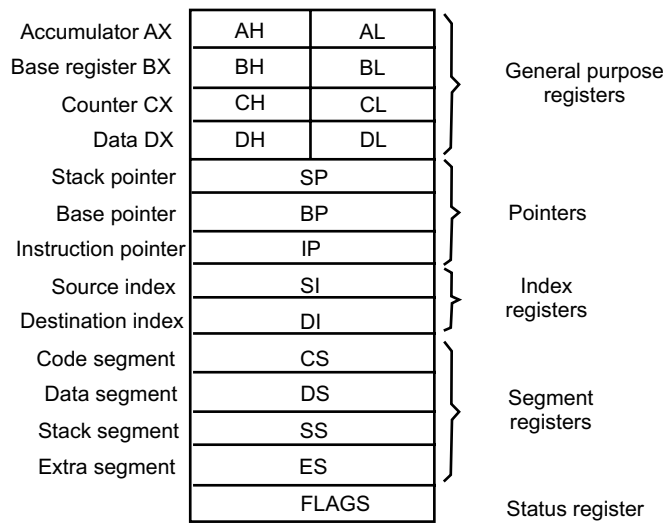 Accumulator AX AH AL
Base register BX BH BL
Counter CX CH CL
Data DX DH DL
General purpose
registers
Stack pointer SP
Base pointer BP
Instruction pointer IP
Pointers
Source index SI
Destination index DI
Index
registers
Code segment CS
Data segment DS
Stack segment SS
Extra segment ES
Segment
registers
FLAGS Status register